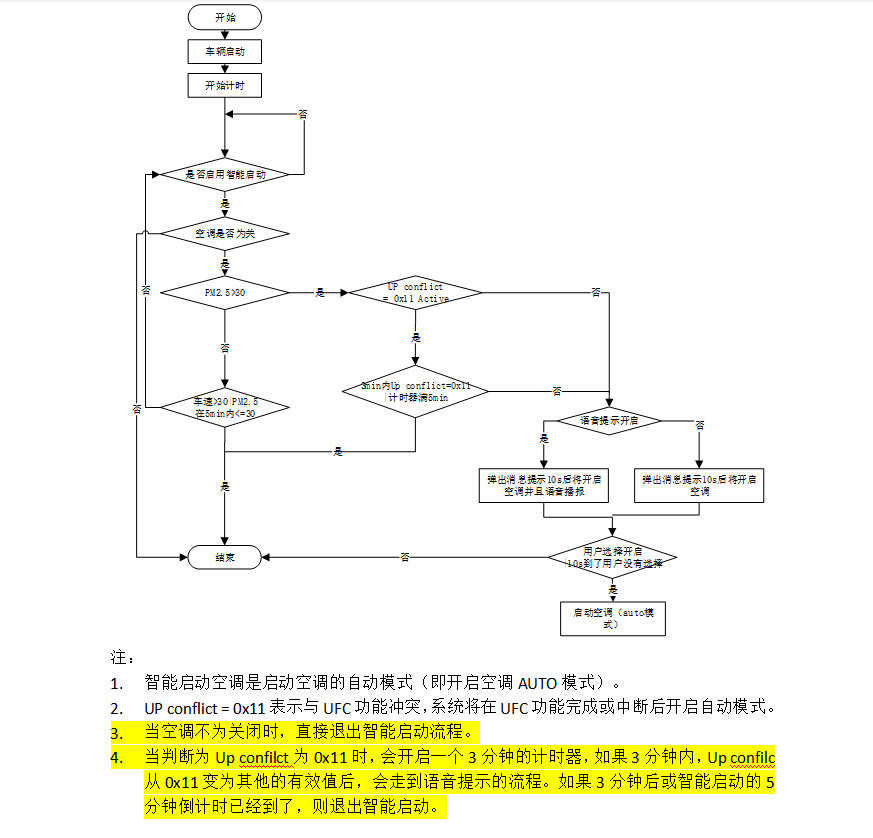 开始
车辆启动
开始计时
否
是否启用智能启动
是
空调是否为关
是
PM2.5>30
是
UP conflict
= 0x11 Active
否
否
否
是
车速>30|PM2.5
在5min内<=30
3min内Up conflict=0x11
|计时器满5min
否
否
语音提示开启
是
否
是
是
弹出消息提示10s后将开启
空调并且语音播报
弹出消息提示10s后将开启
空调
结束
否
用户选择开启
|10s到了用户没有选择
是
启动空调（auto模
式）
注：
1. 智能启动空调是启动空调的自动模式（即开启空调 AUTO 模式）。
2. UP conflict = 0x11 表示与 UFC 功能冲突,系统将在 UFC 功能完成或中断后开启自动模式。
3. 当空调不为关闭时，直接退出智能启动流程。
4. 当判断为 Up confilct 为 0x11 时，会开启一个 3 分钟的计时器，如果 3 分钟内，Up confilc
从 0x11 变为其他的有效值后，会走到语音提示的流程。如果 3 分钟后或智能启动的 5
分钟倒计时已经到了，则退出智能启动。